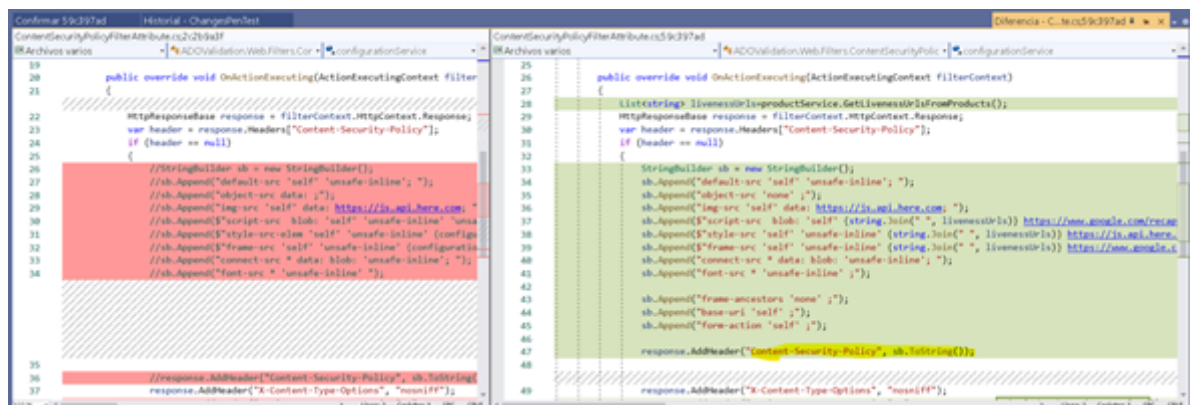 Confirmar 59c397ad Historial - ChangesPenTest Diferencia - C...te.cs;59c397ad
ContentSecurityPolicyFilterAttribute.cs;2c2b9a3f
Archivos varios ADOValidation.Web.Filters.Cor configurationService
19
20 public override void OnActionExecuting(ActionExecutingContext filter
21 {
22 HttpResponseBase response = filterContext.HttpContext.Response;
23 var header = response.Headers["Content-Security-Policy"];
24 if (header == null)
25 {
26 //StringBuilder sb = new StringBuilder();
27 //sb.Append("default-src 'self' 'unsafe-inline'; ");
28 //sb.Append("object-src data: ;");
29 //sb.Append("img-src 'self' data: https://js.api.here.com; "
30 //sb.Append($"script-src blob: 'self' 'unsafe-inline' 'unsa
31 //sb.Append($"style-src-elem 'self' 'unsafe-inline' (configu
32 //sb.Append($"frame-src 'self' 'unsafe-inline' (configuratio
33 //sb.Append("connect-src * data: blob: 'unsafe-inline'; ");
34 //sb.Append("font-src * 'unsafe-inline' ");
35
36 //response.AddHeader("Content-Security-Policy", sb.ToString(
37 response.AddHeader("X-Content-Type-Options", "nosniff");
ContentSecurityPolicyFilterAttribute.cs;59c397ad
Archivos varios ADOValidation.Web.Filters.ContentSecurityPolic configurationService
25
26 public override void OnActionExecuting(ActionExecutingContext filterContext)
27 {
28 List<string> livenessUrls=productService.GetLivenessUrlsFromProducts();
29 HttpResponseBase response = filterContext.HttpContext.Response;
30 var header = response.Headers["Content-Security-Policy"];
31 if (header == null)
32 {
33 StringBuilder sb = new StringBuilder();
34 sb.Append("default-src 'self' 'unsafe-inline'; ");
35 sb.Append("object-src 'none' ;");
36 sb.Append("img-src 'self' data: https://js.api.here.com; ");
37 sb.Append($"script-src blob: 'self' {string.Join(" ", livenessUrls)} https://www.google.com/recap
38 sb.Append($"style-src 'self' 'unsafe-inline' {string.Join(" ", livenessUrls)} https://js.api.here.
39 sb.Append($"frame-src 'self' 'unsafe-inline' {string.Join(" ", livenessUrls)} https://www.google.c
40 sb.Append("connect-src * data: blob: 'unsafe-inline'; ");
41 sb.Append("font-src * 'unsafe-inline' ;");
42
43 sb.Append("frame-ancestors 'none' ;");
44 sb.Append("base-uri 'self' ;");
45 sb.Append("form-action 'self' ;");
46
47 response.AddHeader("Content-Security-Policy", sb.ToString());
48
49 response.AddHeader("X-Content-Type-Options", "nosniff");